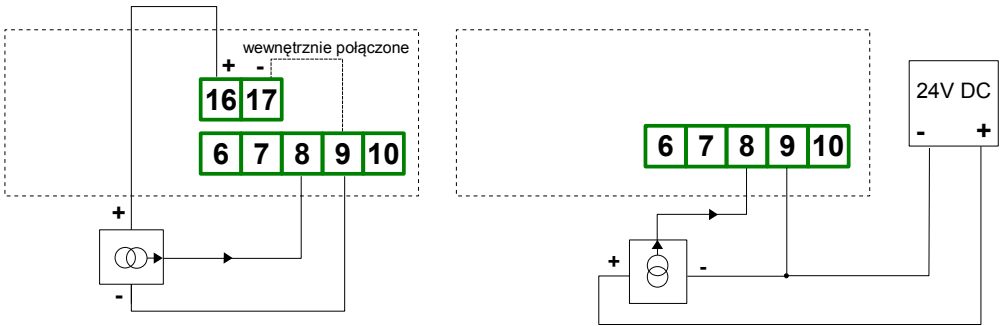 wewnętrznie połączone
+ -
16 17
6 7 8 9 10
+
-
24V DC
- +
6 7 8 9 10
+ -